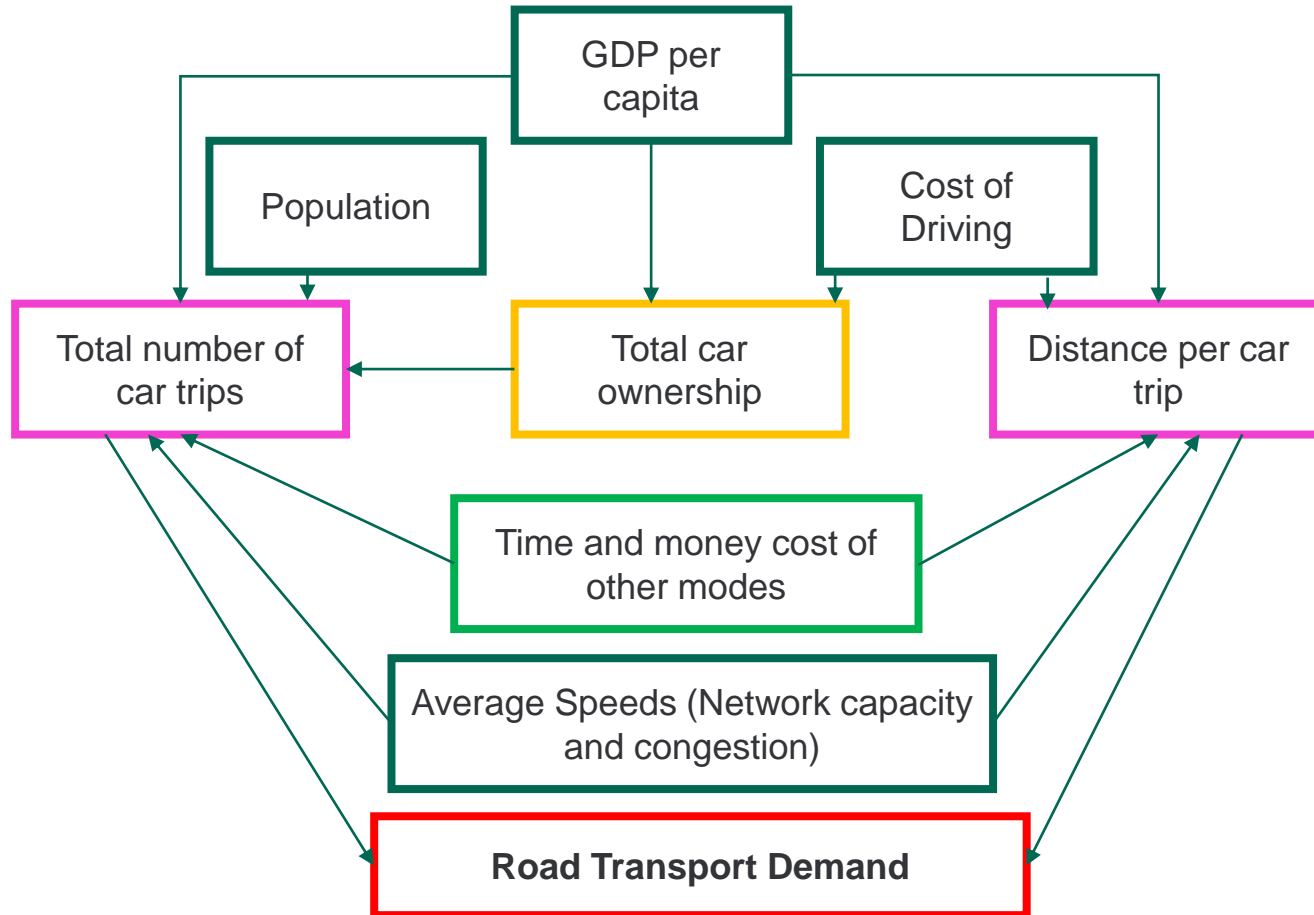 GDP per
capita
Population
Cost of
Driving
Total number of
car trips
Total car
ownership
Distance per car
trip
Time and money cost of
other modes
Average Speeds (Network capacity
and congestion)
Road Transport Demand